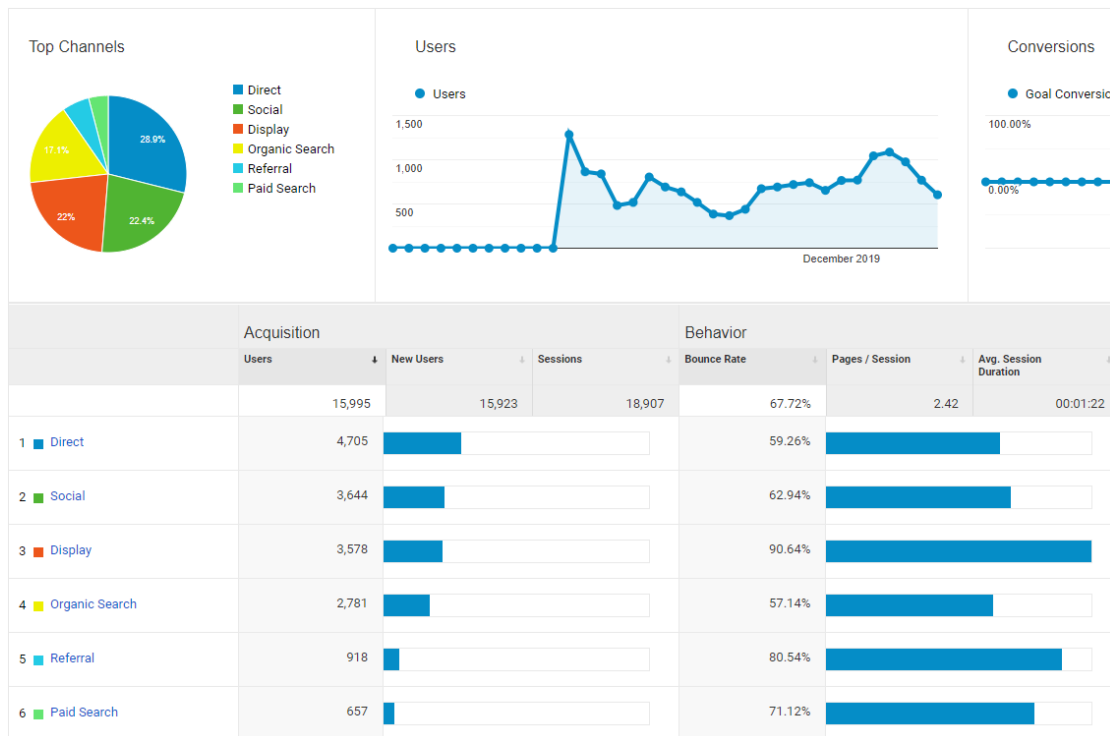 Top Channels
28.9%
22.4%
22%
17.1%
Direct
Social
Display
Organic Search
Referral
Paid Search
Users
Users
1,500
1,000
500
December 2019
Conversions
Goal Conversio
100.00%
0.00%
Acquisition
Behavior
Users New Users Sessions Bounce Rate Pages / Session Avg. Session
Duration
15,995 15,923 18,907 67.72% 2.42 00:01:22
1 Direct 4,705 59.26%
2 Social 3,644 62.94%
3 Display 3,578 90.64%
4 Organic Search 2,781 57.14%
5 Referral 918 80.54%
6 Paid Search 657 71.12%